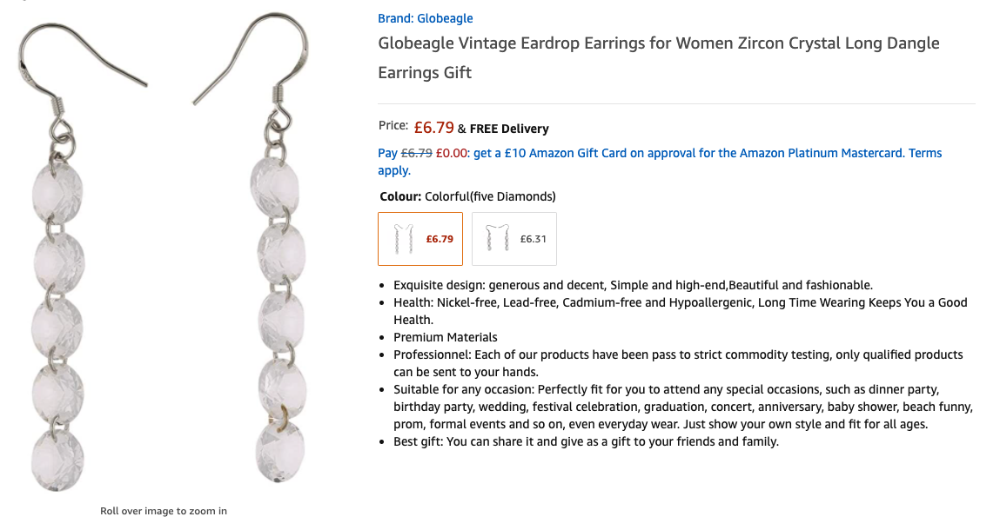 Brand: Globeagle
Globeagle Vintage Eardrop Earrings for Women Zircon Crystal Long Dangle
Earrings Gift
Price: £6.79 & FREE Delivery
Pay £6.79 £0.00: get a £10 Amazon Gift Card on approval for the Amazon Platinum Mastercard. Terms
apply.
Colour: Colorful(five Diamonds)
£6.79 £6.31
• Exquisite design: generous and decent, Simple and high-end,Beautiful and fashionable.
• Health: Nickel-free, Lead-free, Cadmium-free and Hypoallergenic, Long Time Wearing Keeps You a Good
Health.
• Premium Materials
• Professionnel: Each of our products have been pass to strict commodity testing, only qualified products
can be sent to your hands.
• Suitable for any occasion: Perfectly fit for you to attend any special occasions, such as dinner party,
birthday party, wedding, festival celebration, graduation, concert, anniversary, baby shower, beach funny,
prom, formal events and so on, even everyday wear. Just show your own style and fit for all ages.
• Best gift: You can share it and give as a gift to your friends and family.
Roll over image to zoom in